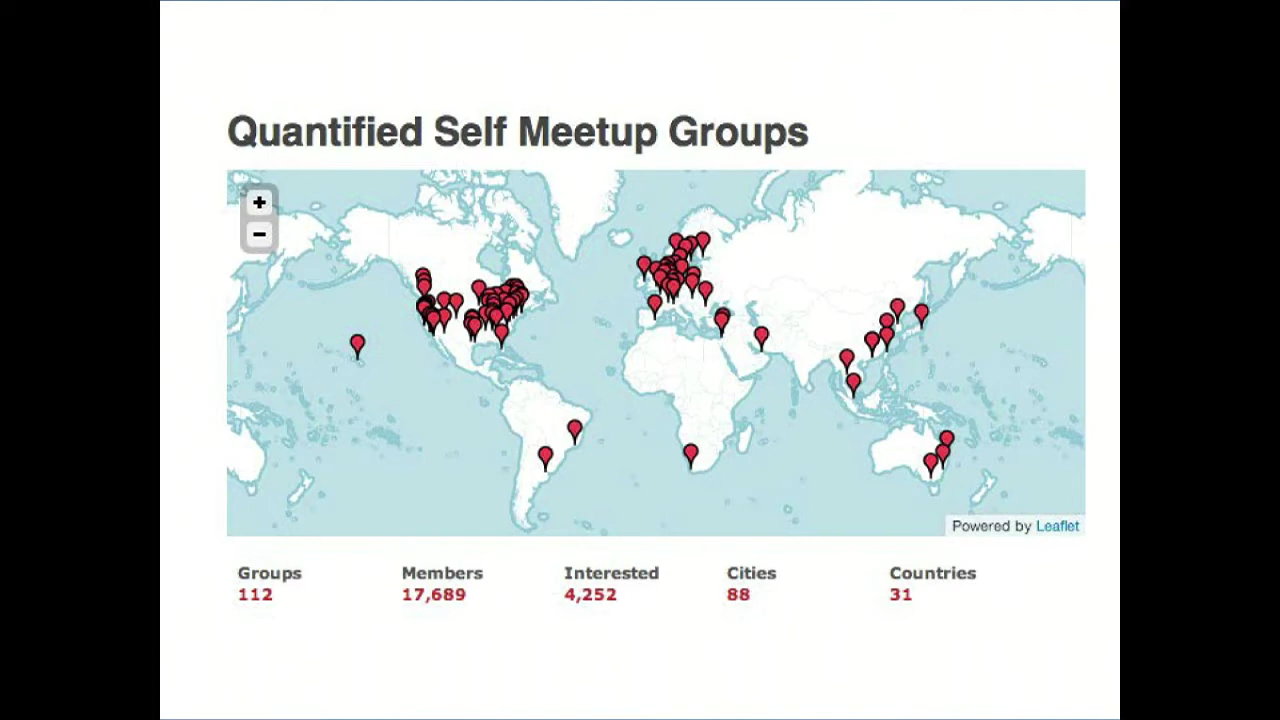 Quantified Self Meetup Groups
+
−
Powered by Leaflet
Groups Members Interested Cities Countries
112 17,689 4,252 88 31